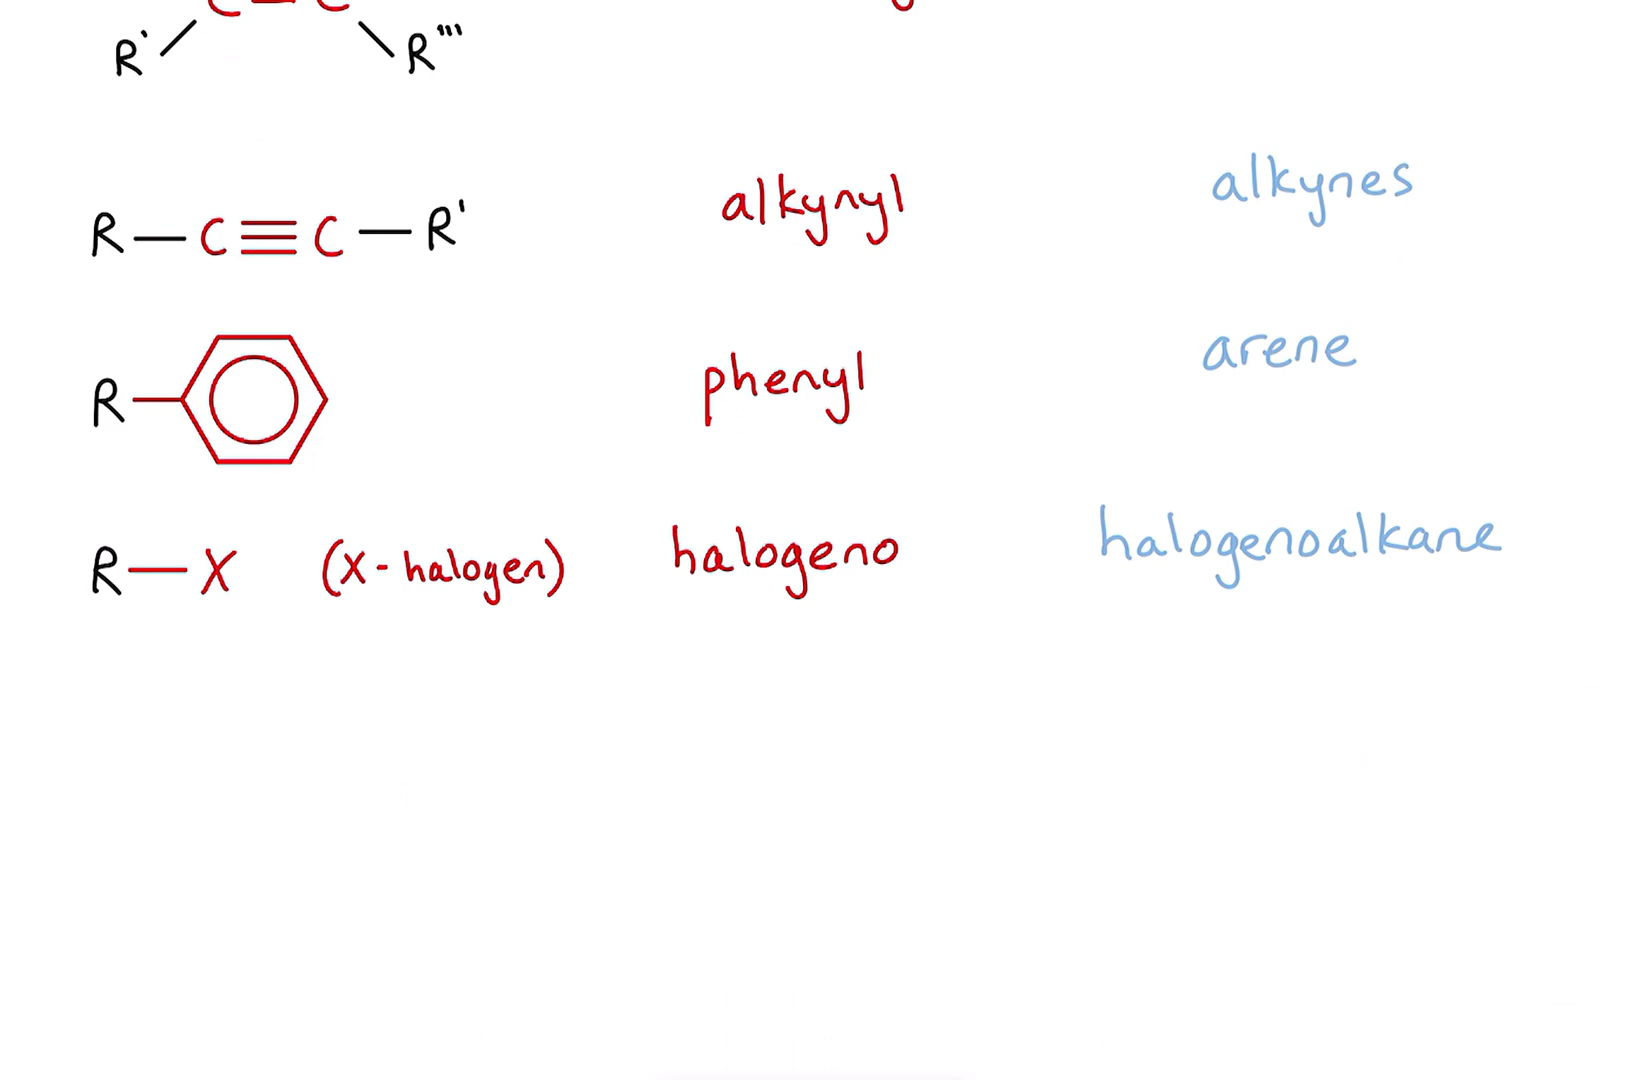 R' R'''
R—C≡C—R' alkynyl alkynes
R phenyl arene
R—X (X-halogen) halogeno halogenoalkane